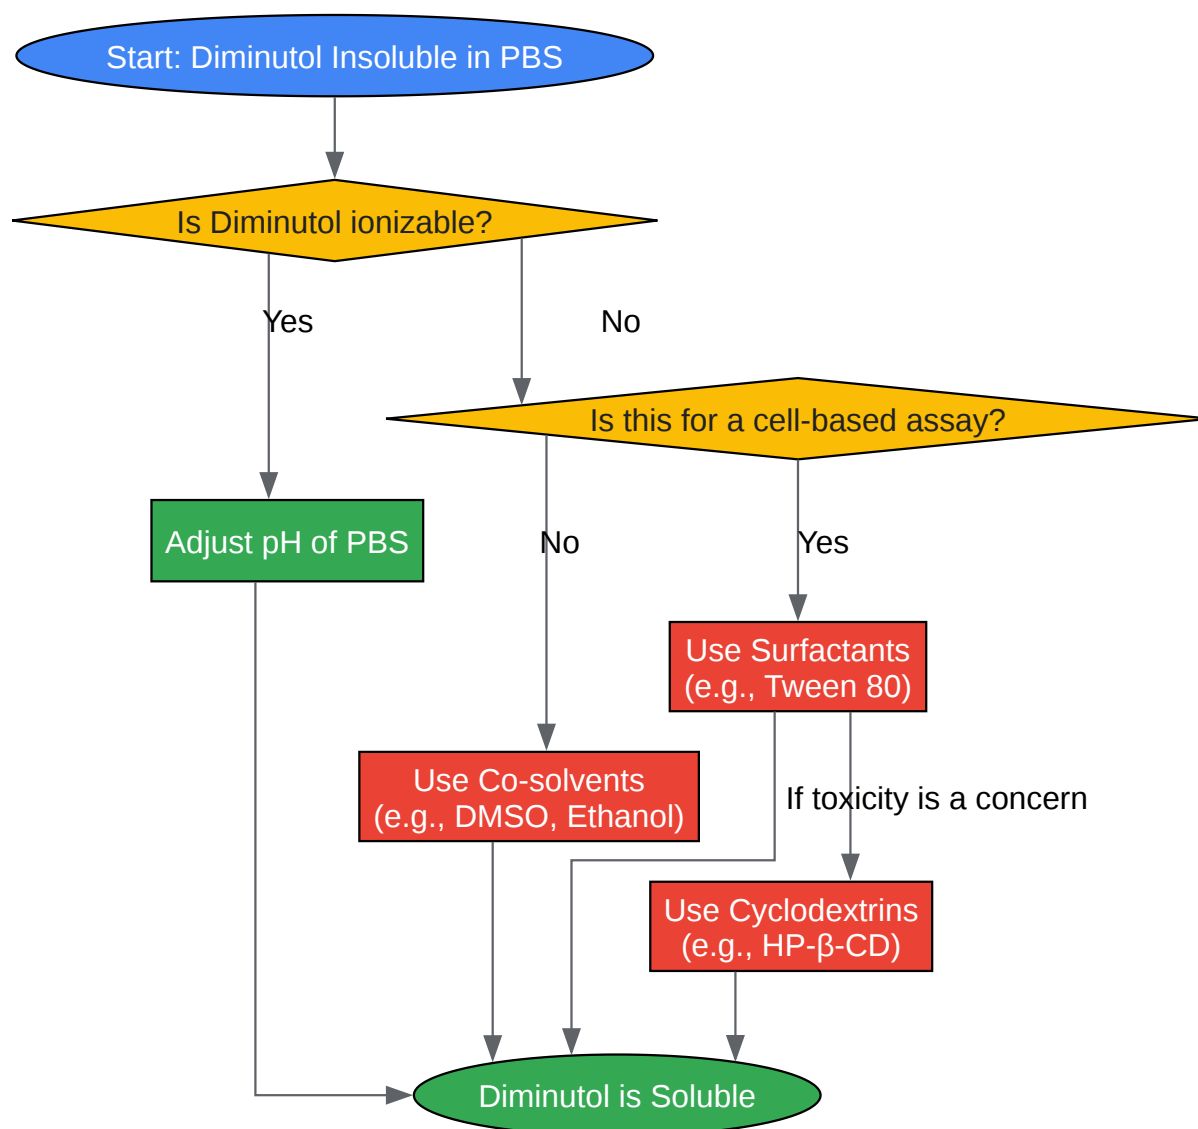 Start: Diminutol Insoluble in PBS
Is Diminutol ionizable?
Yes
No
Is this for a cell-based assay?
Adjust pH of PBS
No
Yes
Use Surfactants
(e.g., Tween 80)
Use Co-solvents
(e.g., DMSO, Ethanol)
If toxicity is a concern
Use Cyclodextrins
(e.g., HP-β-CD)
Diminutol is Soluble